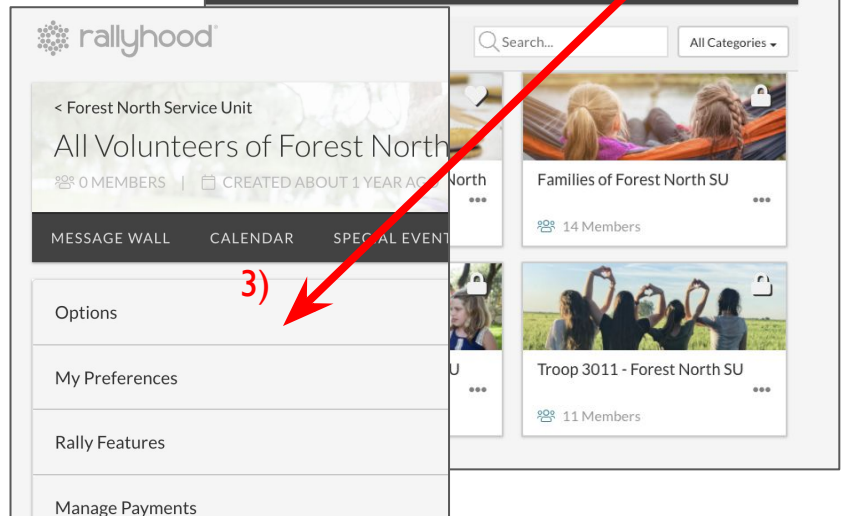 rallyhood
Search...
All Categories
< Forest North Service Unit
All Volunteers of Forest North
0 MEMBERS | CREATED ABOUT 1 YEAR AGO
MESSAGE WALL CALENDAR SPECIAL EVENT
3)
Options
My Preferences
Rally Features
Manage Payments
North
•••
Families of Forest North SU
•••
14 Members
U
•••
Troop 3011 - Forest North SU
•••
11 Members